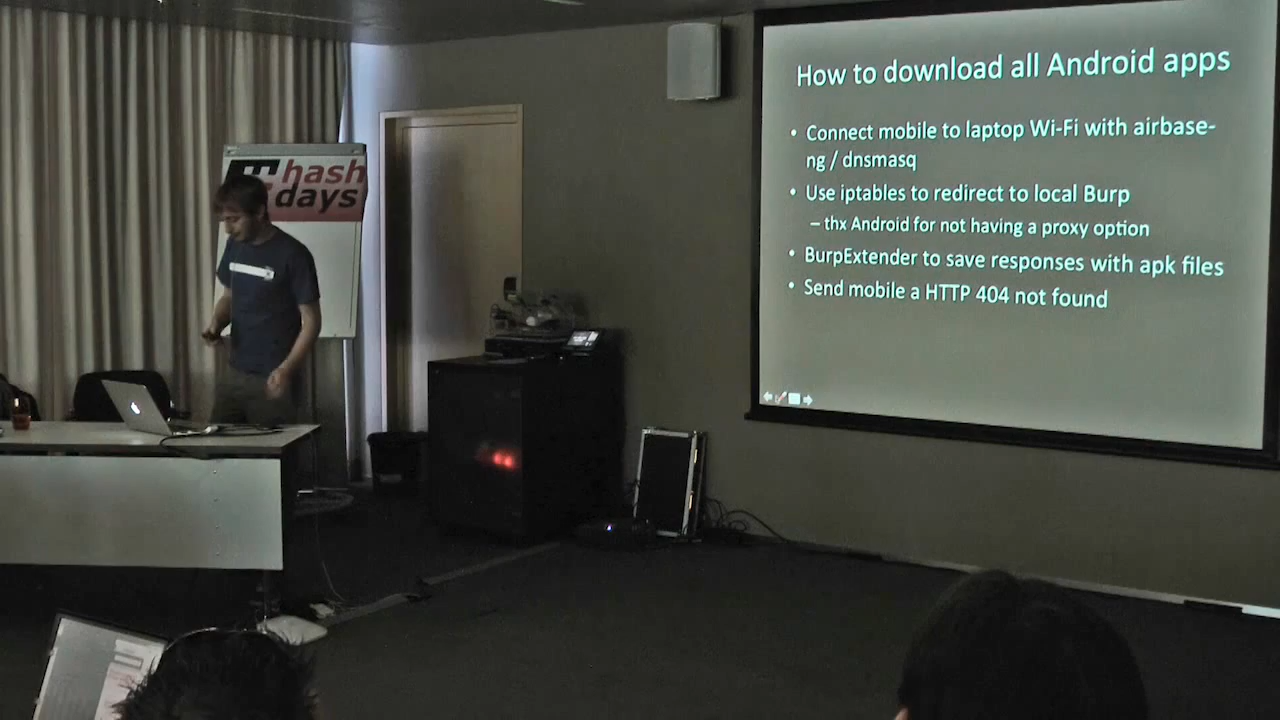 hash
days
How to download all Android apps
• Connect mobile to laptop Wi-Fi with airbase-
ng / dnsmasq
• Use iptables to redirect to local Burp
– thx Android for not having a proxy option
• BurpExtender to save responses with apk files
• Send mobile a HTTP 404 not found